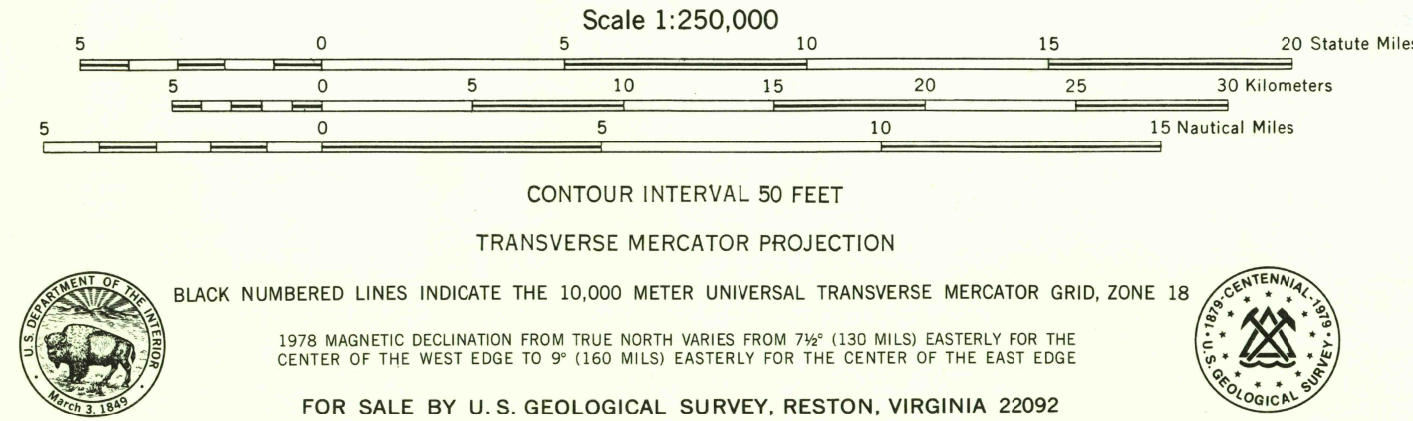 Scale 1:250,000
5 0 5 10 15 20 Statute Miles
5 0 5 10 15 20 25 30 Kilometers
5 0 5 10 15 Nautical Miles
CONTOUR INTERVAL 50 FEET
TRANSVERSE MERCATOR PROJECTION
BLACK NUMBERED LINES INDICATE THE 10,000 METER UNIVERSAL TRANSVERSE MERCATOR GRID, ZONE 18
1978 MAGNETIC DECLINATION FROM TRUE NORTH VARIES FROM 7½° (130 MILS) EASTERLY FOR THE
CENTER OF THE WEST EDGE TO 9° (160 MILS) EASTERLY FOR THE CENTER OF THE EAST EDGE
FOR SALE BY U.S. GEOLOGICAL SURVEY, RESTON, VIRGINIA 22092
U.S. DEPARTMENT OF THE INTERIOR
March 3, 1849
1879·CENTENNIAL·1979
U.S. GEOLOGICAL SURVEY